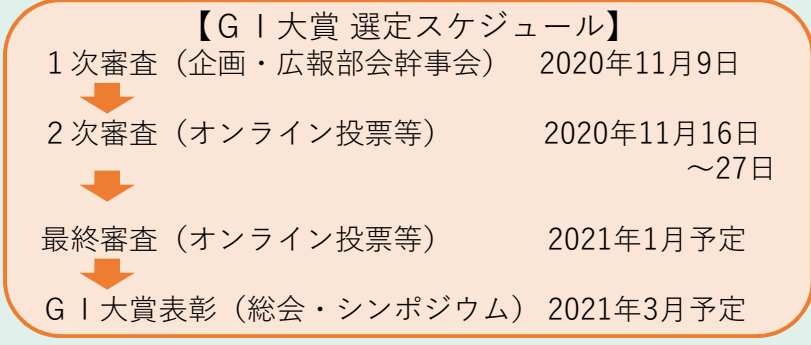 【GI大賞 選定スケジュール】
1次審査（企画・広報部会幹事会） 2020年11月9日
2次審査（オンライン投票等） 2020年11月16日
～27日
最終審査（オンライン投票等） 2021年1月予定
GI大賞表彰（総会・シンポジウム） 2021年3月予定